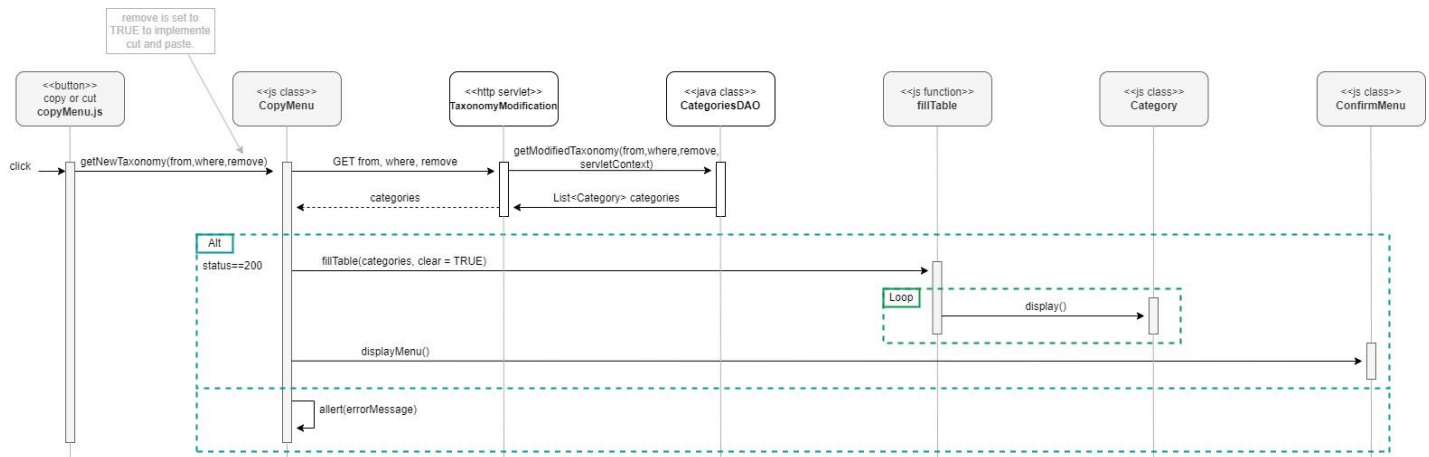 remove is set to
TRUE to implemente
cut and paste.
<<button>>
copy or cut
copyMenu.js
<<js class>>
CopyMenu
<<http servlet>>
TaxonomyModification
<<java class>>
CategoriesDAO
<<js function>>
fillTable
<<js class>>
Category
<<js class>>
ConfirmMenu
click
getNewTaxonomy(from,where,remove)
GET from, where, remove
getModifiedTaxonomy(from,where,remove,
servletContext)
categories
List<Category> categories
Alt
status==200
fillTable(categories, clear = TRUE)
Loop
display()
displayMenu()
allert(errorMessage)